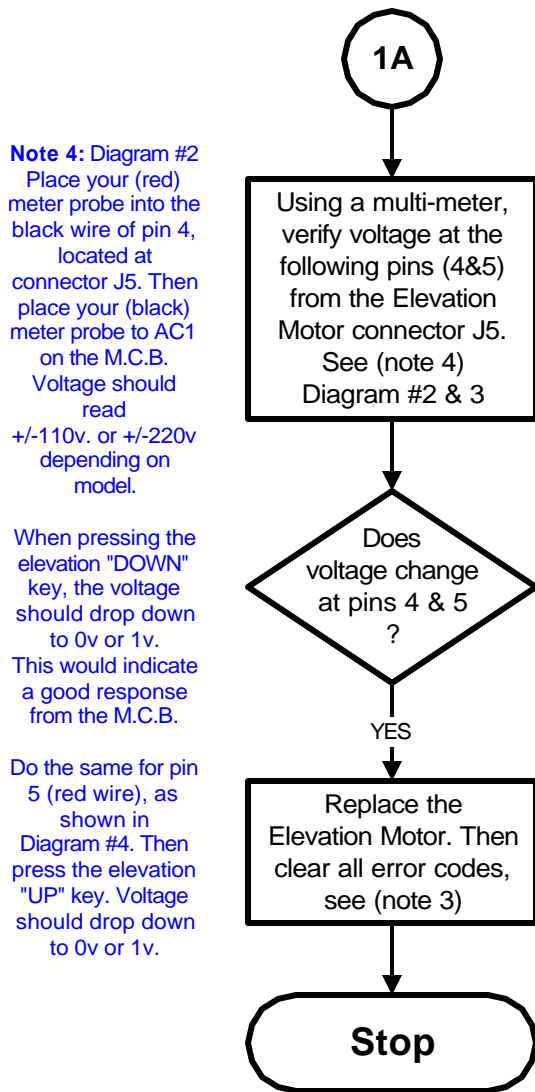 1A
Note 4: Diagram #2
Place your (red)
meter probe into the
black wire of pin 4,
located at
connector J5. Then
place your (black)
meter probe to AC1
on the M.C.B.
Voltage should
read
+/-110v. or +/-220v
depending on
model.
When pressing the
elevation "DOWN"
key, the voltage
should drop down
to 0v or 1v.
This would indicate
a good response
from the M.C.B.
Do the same for pin
5 (red wire), as
shown in
Diagram #4. Then
press the elevation
"UP" key. Voltage
should drop down
to 0v or 1v.
Using a multi-meter,
verify voltage at the
following pins (4&5)
from the Elevation
Motor connector J5.
See (note 4)
Diagram #2 & 3
Does
voltage change
at pins 4 & 5
?
YES
Replace the
Elevation Motor. Then
clear all error codes,
see (note 3)
Stop